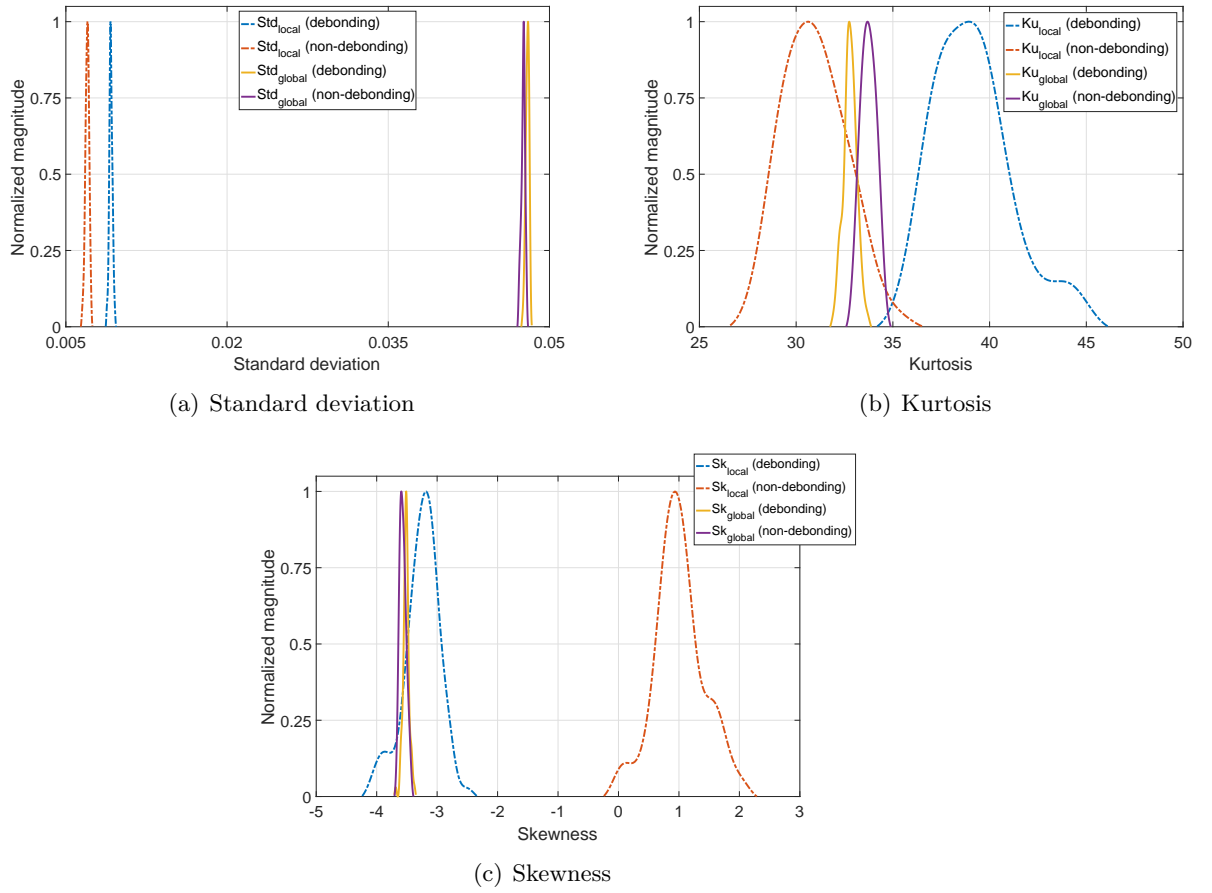 Std_local (debonding)
Std_local (non-debonding)
Std_global (debonding)
Std_global (non-debonding)
Normalized magnitude
1
0.75
0.5
0.25
0
0.005
0.02
0.035
0.05
Standard deviation
(a) Standard deviation
Ku_local (debonding)
Ku_local (non-debonding)
Ku_global (debonding)
Ku_global (non-debonding)
Normalized magnitude
1
0.75
0.5
0.25
0
25
30
35
40
45
50
Kurtosis
(b) Kurtosis
Sk_local (debonding)
Sk_local (non-debonding)
Sk_global (debonding)
Sk_global (non-debonding)
Normalized magnitude
1
0.75
0.5
0.25
0
-5
-4
-3
-2
-1
0
1
2
3
Skewness
(c) Skewness